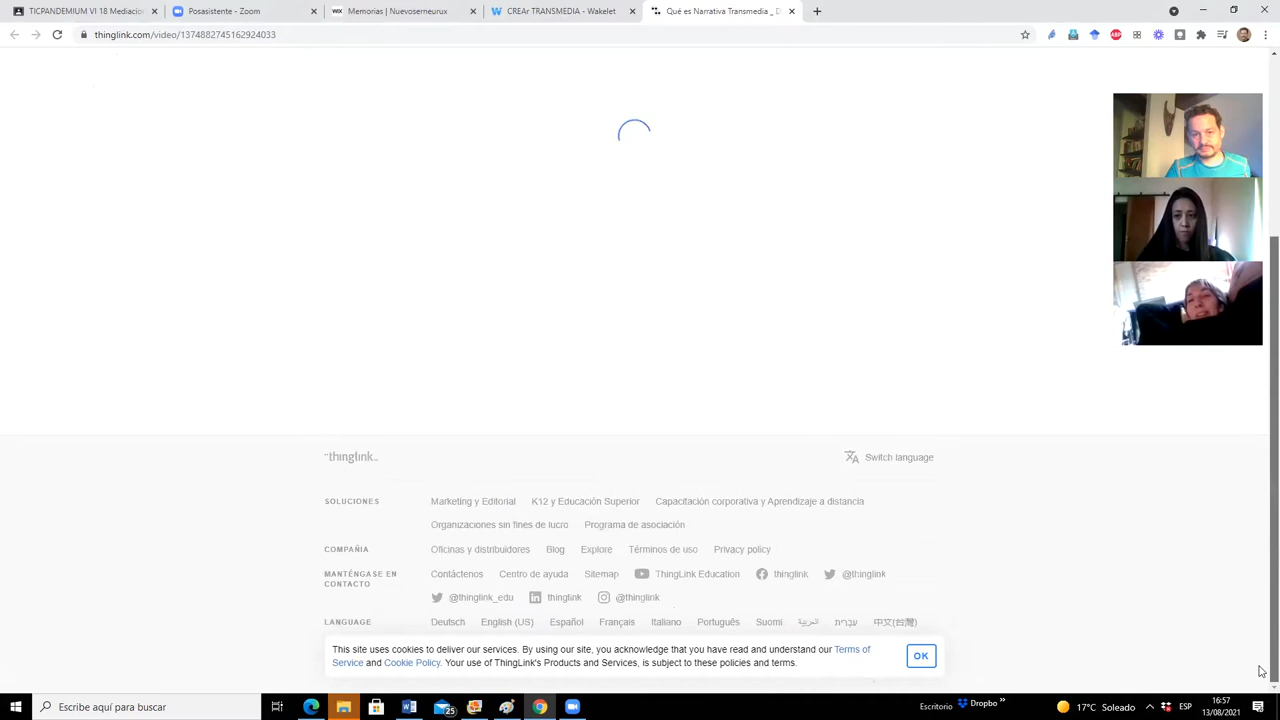 TICPANDEMIUM VI 18 Mediacio
Posasistente - Zoom
WIX
Memorias | Nuevoserneurux
CREAr TRANSMEDIA - Wakelet
Qué es Narrativa Transmedia _ D
thinglink.com/video/1374882745162924033
ABP
thinglink..
Switch language
SOLUCIONES
Marketing y Editorial
K12 y Educación Superior
Capacitación corporativa y Aprendizaje a distancia
Organizaciones sin fines de lucro
Programa de asociación
COMPAÑIA
Oficinas y distribuidores
Blog
Explore
Términos de uso
Privacy policy
MANTÉNGASE EN
CONTACTO
Contáctenos
Centro de ayuda
Sitemap
ThingLink Education
thinglink
@thinglink
@thinglink_edu
thinglink
@thinglink
LANGUAGE
Deutsch
English (US)
Español
Français
Italiano
Português
Suomi
العربية
עברית
中文(台灣)
This site uses cookies to deliver our services. By using our site, you acknowledge that you have read and understand our Terms of
Service and Cookie Policy. Your use of ThingLink's Products and Services, is subject to these policies and terms.
OK
Escribe aquí para buscar
25
Escritorio
Dropbo
17°C Soleado
ESP
16:57
13/08/2021